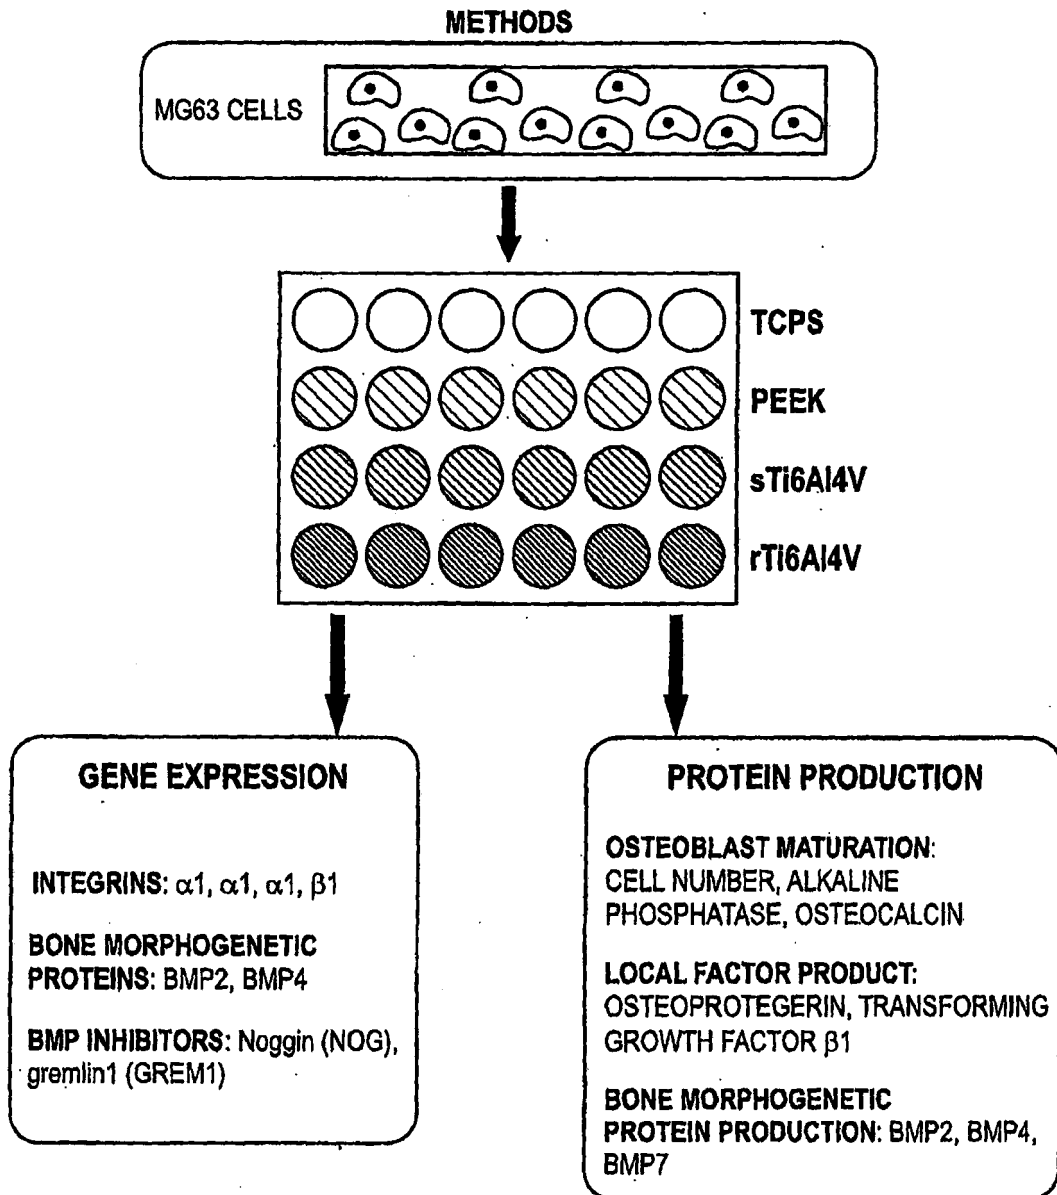 METHODS
MG63 CELLS
TCPS
PEEK
sTi6Al4V
rTi6Al4V
GENE EXPRESSION
INTEGRINS: α1, α1, α1, β1
BONE MORPHOGENETIC
PROTEINS: BMP2, BMP4
BMP INHIBITORS: Noggin (NOG),
gremlin1 (GREM1)
PROTEIN PRODUCTION
OSTEOBLAST MATURATION:
CELL NUMBER, ALKALINE
PHOSPHATASE, OSTEOCALCIN
LOCAL FACTOR PRODUCT:
OSTEOPROTEGERIN, TRANSFORMING
GROWTH FACTOR β1
BONE MORPHOGENETIC
PROTEIN PRODUCTION: BMP2, BMP4,
BMP7